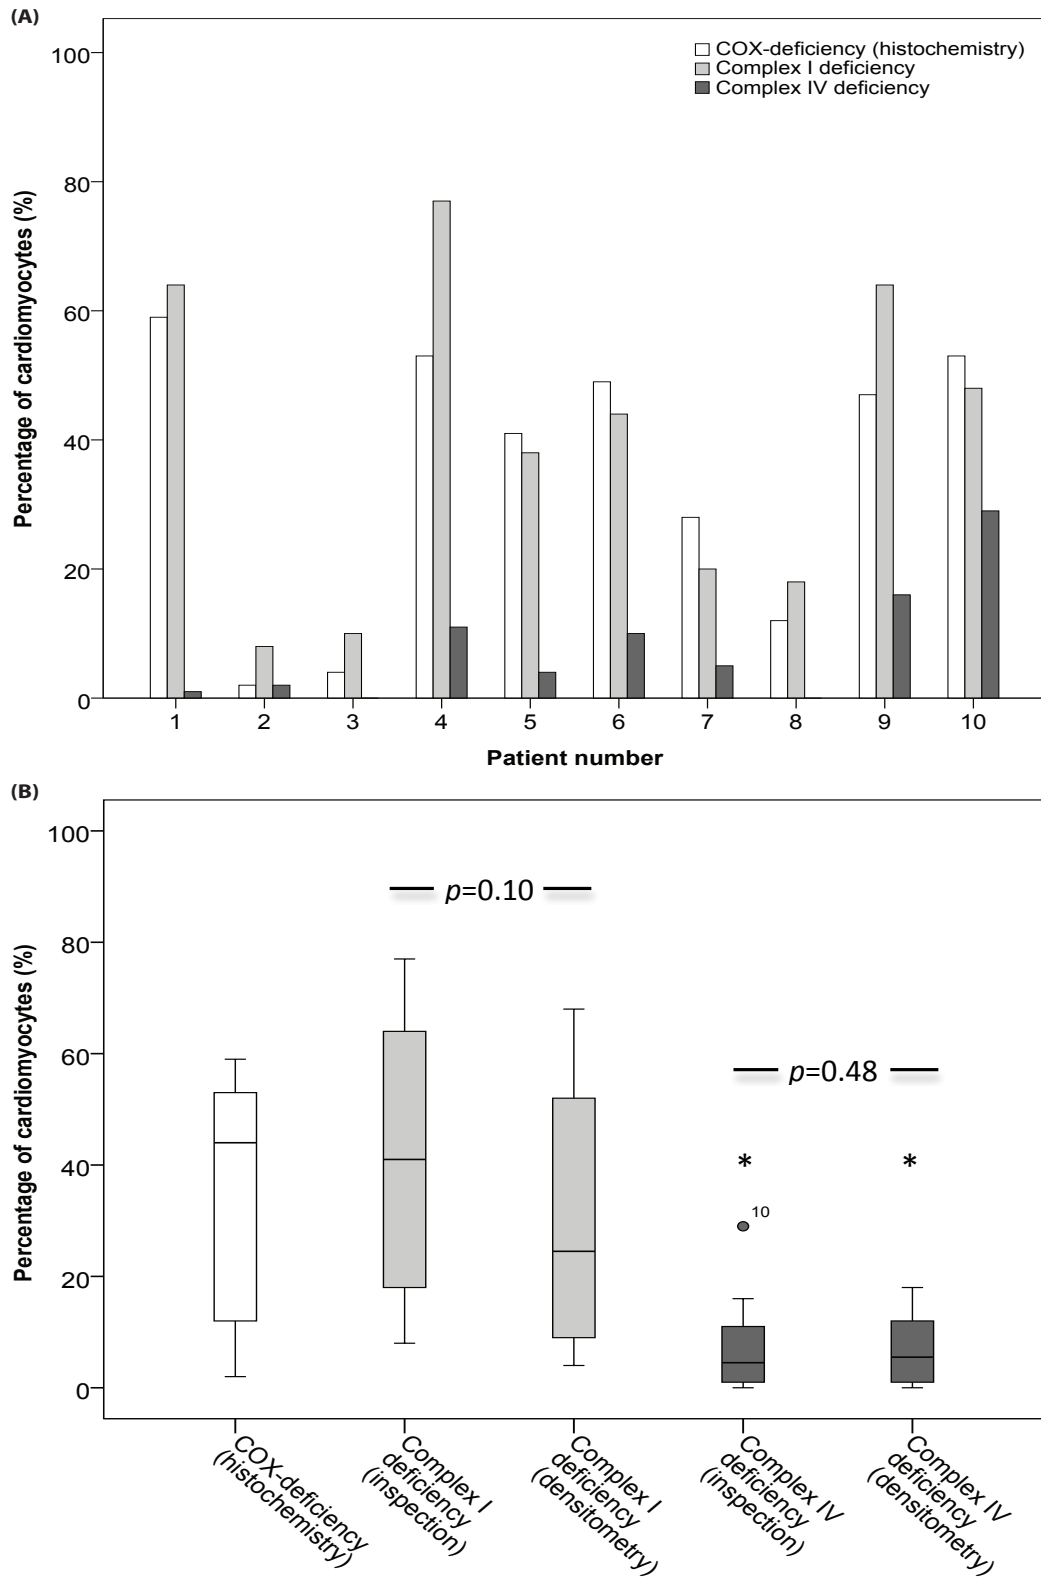 (A)
100
80
60
40
20
0
Percentage of cardiomyocytes (%)
COX-deficiency (histochemistry)
Complex I deficiency
Complex IV deficiency
1 2 3 4 5 6 7 8 9 10
Patient number
(B)
100
80
60
40
20
0
Percentage of cardiomyocytes (%)
p=0.10
p=0.48
*
*
10
COX-deficiency
(histochemistry)
Complex I
deficiency
(inspection)
Complex I
deficiency
(densitometry)
Complex IV
deficiency
(inspection)
Complex IV
deficiency
(densitometry)